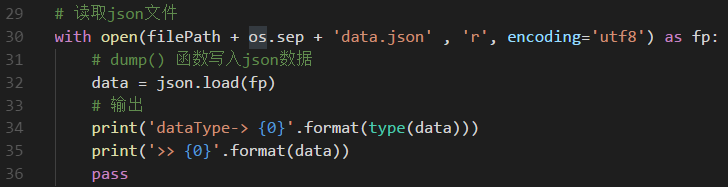 29 # 读取json文件
30 with open(filePath + os.sep + 'data.json' , 'r', encoding='utf8') as fp:
31 # dump() 函数写入json数据
32 data = json.load(fp)
33 # 输出
34 print('dataType-> {0}'.format(type(data)))
35 print('>> {0}'.format(data))
36 pass